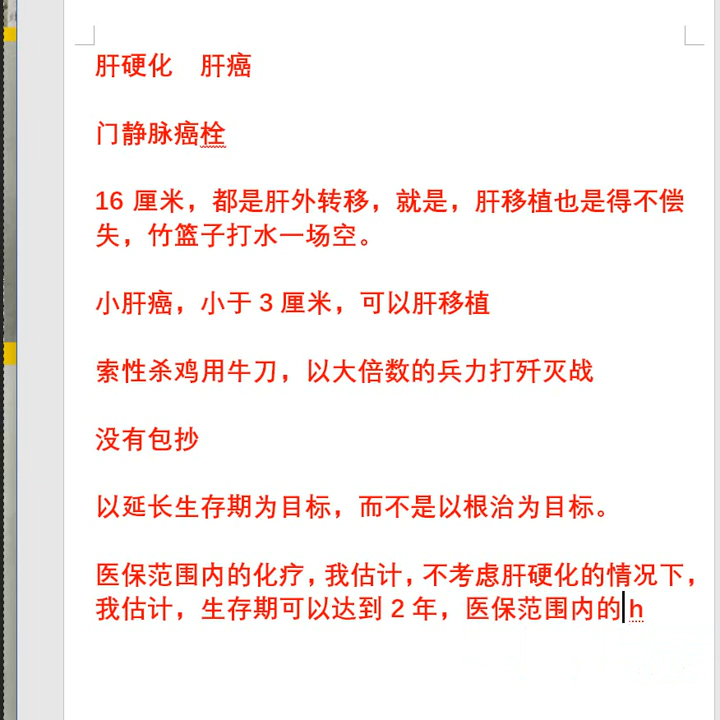 肝硬化　肝癌
门静脉癌栓
16 厘米，都是肝外转移，就是，肝移植也是得不偿
失，竹篮子打水一场空。
小肝癌，小于 3 厘米，可以肝移植
索性杀鸡用牛刀，以大倍数的兵力打歼灭战
没有包抄
以延长生存期为目标，而不是以根治为目标。
医保范围内的化疗，我估计，不考虑肝硬化的情况下，
我估计，生存期可以达到 2 年，医保范围内的h